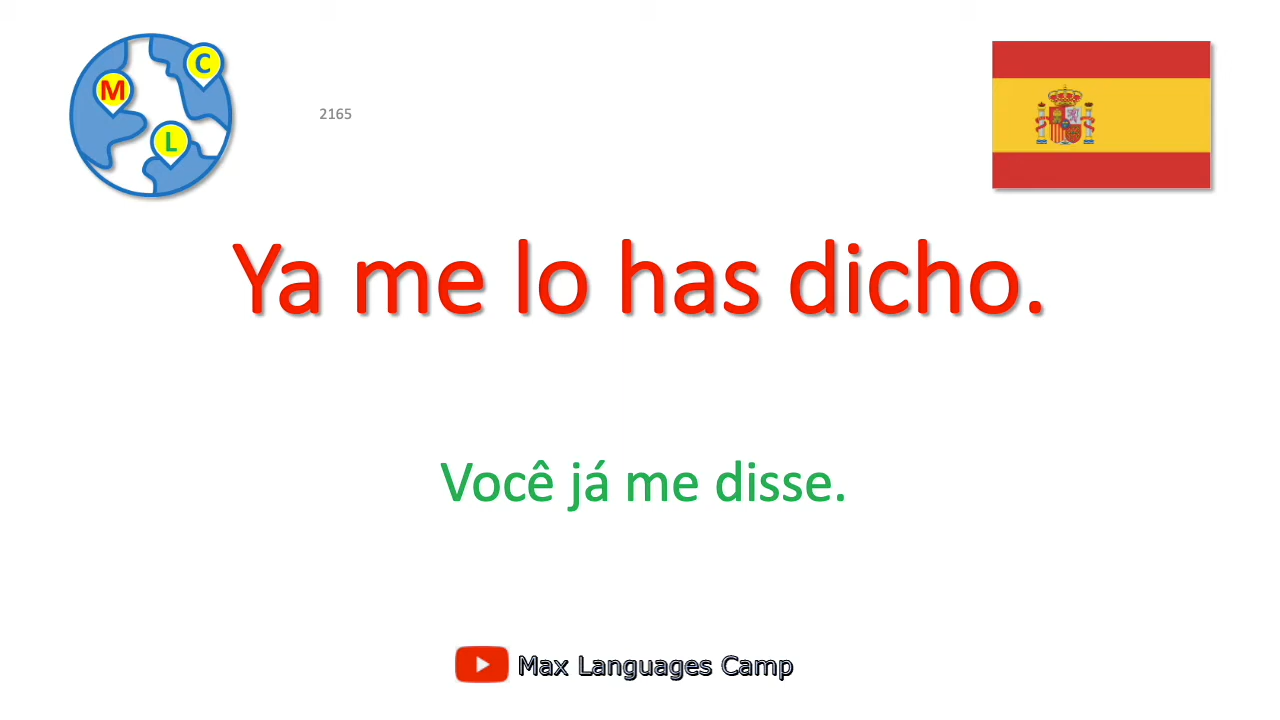 M
C
L
2165
Ya me lo has dicho.
Você já me disse.
Max Languages Camp